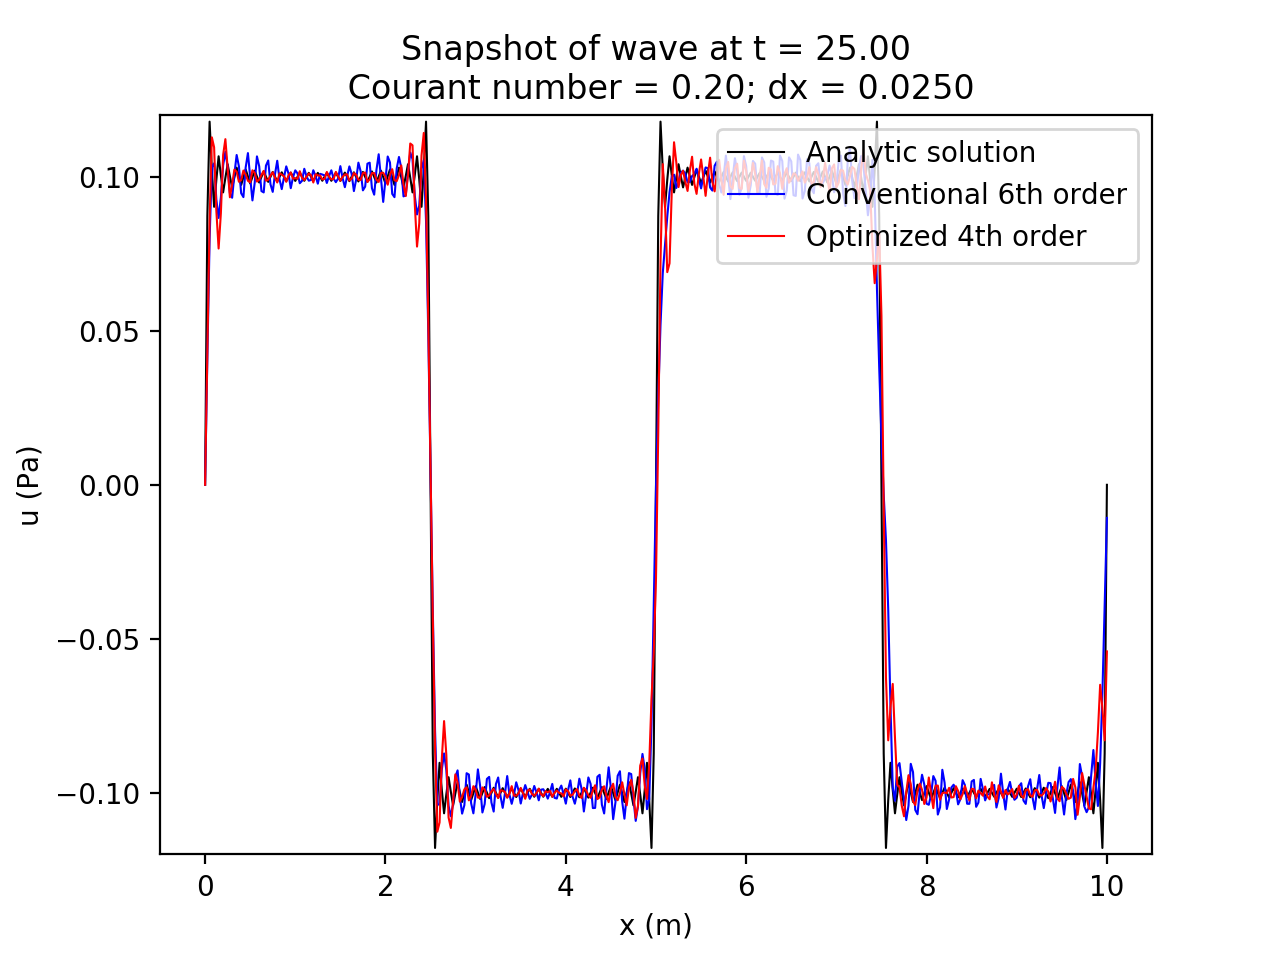 Snapshot of wave at t = 25.00
Courant number = 0.20; dx = 0.0250
Analytic solution
Conventional 6th order
Optimized 4th order
0.10
0.05
0.00
−0.05
−0.10
u (Pa)
0 2 4 6 8 10
x (m)